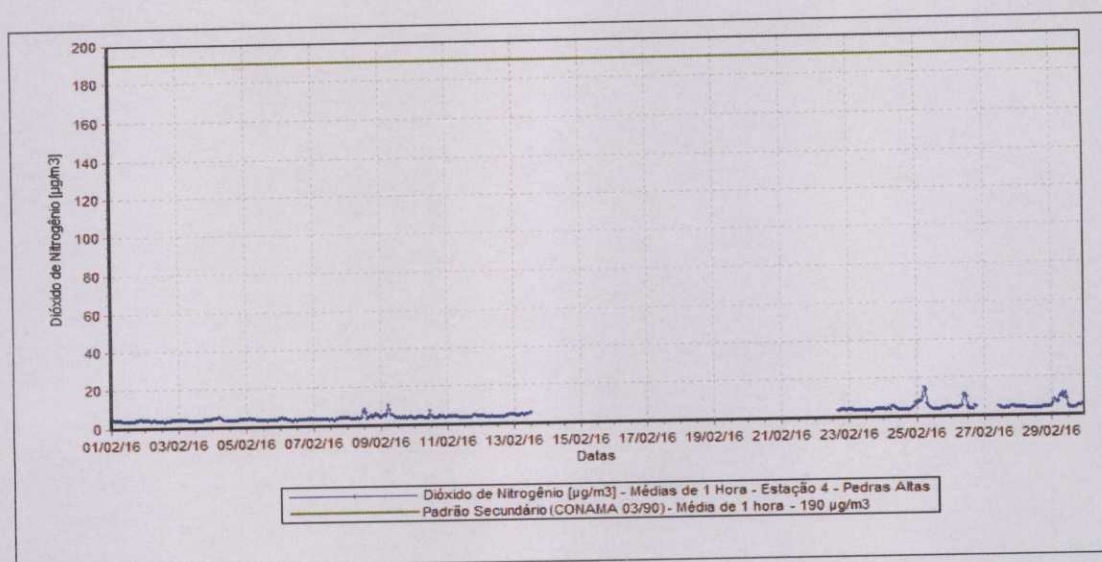 200
180
160
140
120
100
80
60
40
20
0
Dióxido de Nitrogênio [µg/m3]
01/02/16 03/02/16 05/02/16 07/02/16 09/02/16 11/02/16 13/02/16 15/02/16 17/02/16 19/02/16 21/02/16 23/02/16 25/02/16 27/02/16 29/02/16
Datas
Dióxido de Nitrogênio [µg/m3] - Médias de 1 Hora - Estação 4 - Pedras Altas
Padrão Secundário (CONAMA 03/90) - Média de 1 hora - 190 µg/m3